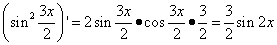 (sin² 3x/2)' = 2 sin 3x/2 • cos 3x/2 • 3/2 = 3/2 sin 2x